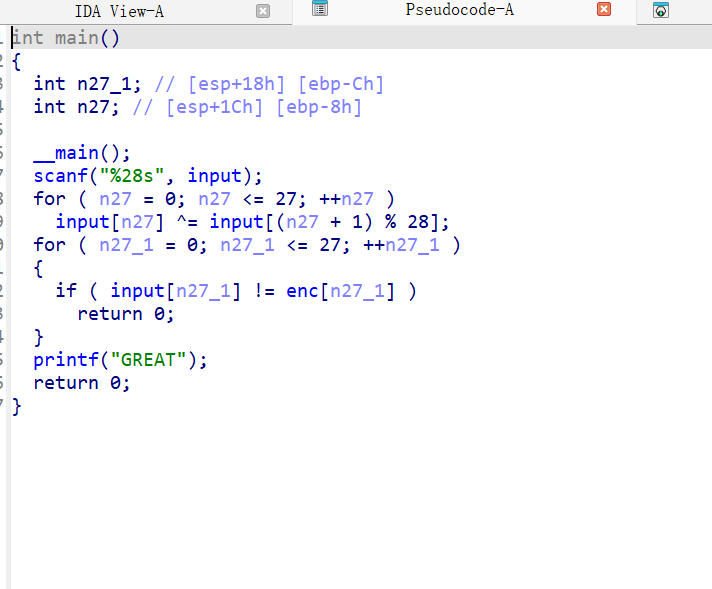 IDA View-A Pseudocode-A
int main()
{
  int n27_1; // [esp+18h] [ebp-Ch]
  int n27; // [esp+1Ch] [ebp-8h]

  __main();
  scanf("%28s", input);
  for ( n27 = 0; n27 <= 27; ++n27 )
    input[n27] ^= input[(n27 + 1) % 28];
  for ( n27_1 = 0; n27_1 <= 27; ++n27_1 )
  {
    if ( input[n27_1] != enc[n27_1] )
      return 0;
  }
  printf("GREAT");
  return 0;
}